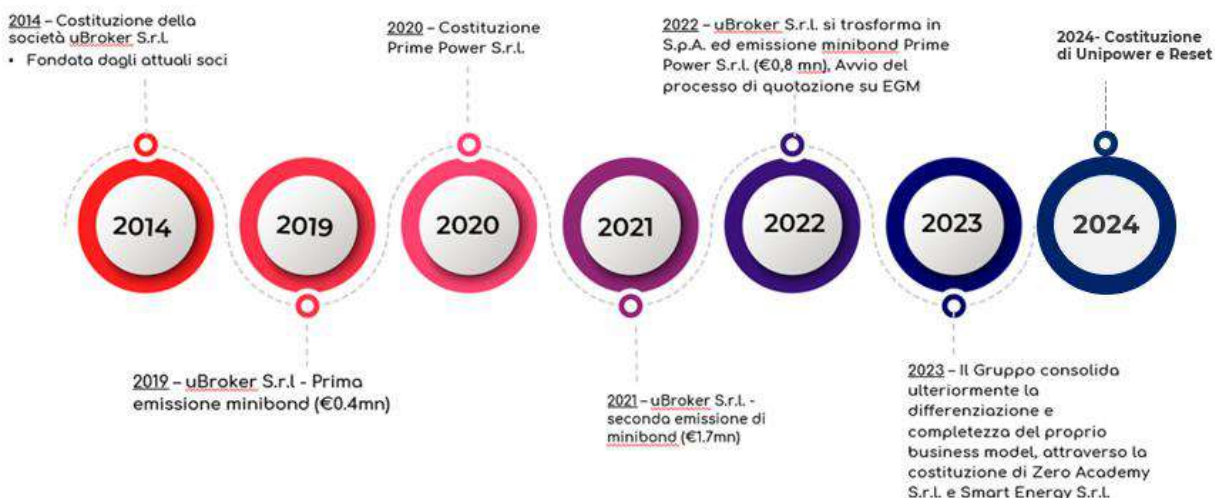 2014 – Costituzione della
società uBroker S.r.l.
• Fondata dagli attuali soci
2020 – Costituzione
Prime Power S.r.l.
2022 – uBroker S.r.l. si trasforma in
S.p.A. ed emissione minibond Prime
Power S.r.l. (€0,8 mn), Avvio del
processo di quotazione su EGM
2024- Costituzione
di Unipower e Reset
2014
2019
2020
2021
2022
2023
2024
2019 – uBroker S.r.l - Prima
emissione minibond (€0.4mn)
2021 – uBroker S.r.l. -
seconda emissione di
minibond (€1.7mn)
2023 – Il Gruppo consolida
ulteriormente la
differenziazione e
completezza del proprio
business model, attraverso la
costituzione di Zero Academy
S.r.l. e Smart Energy S.r.l.